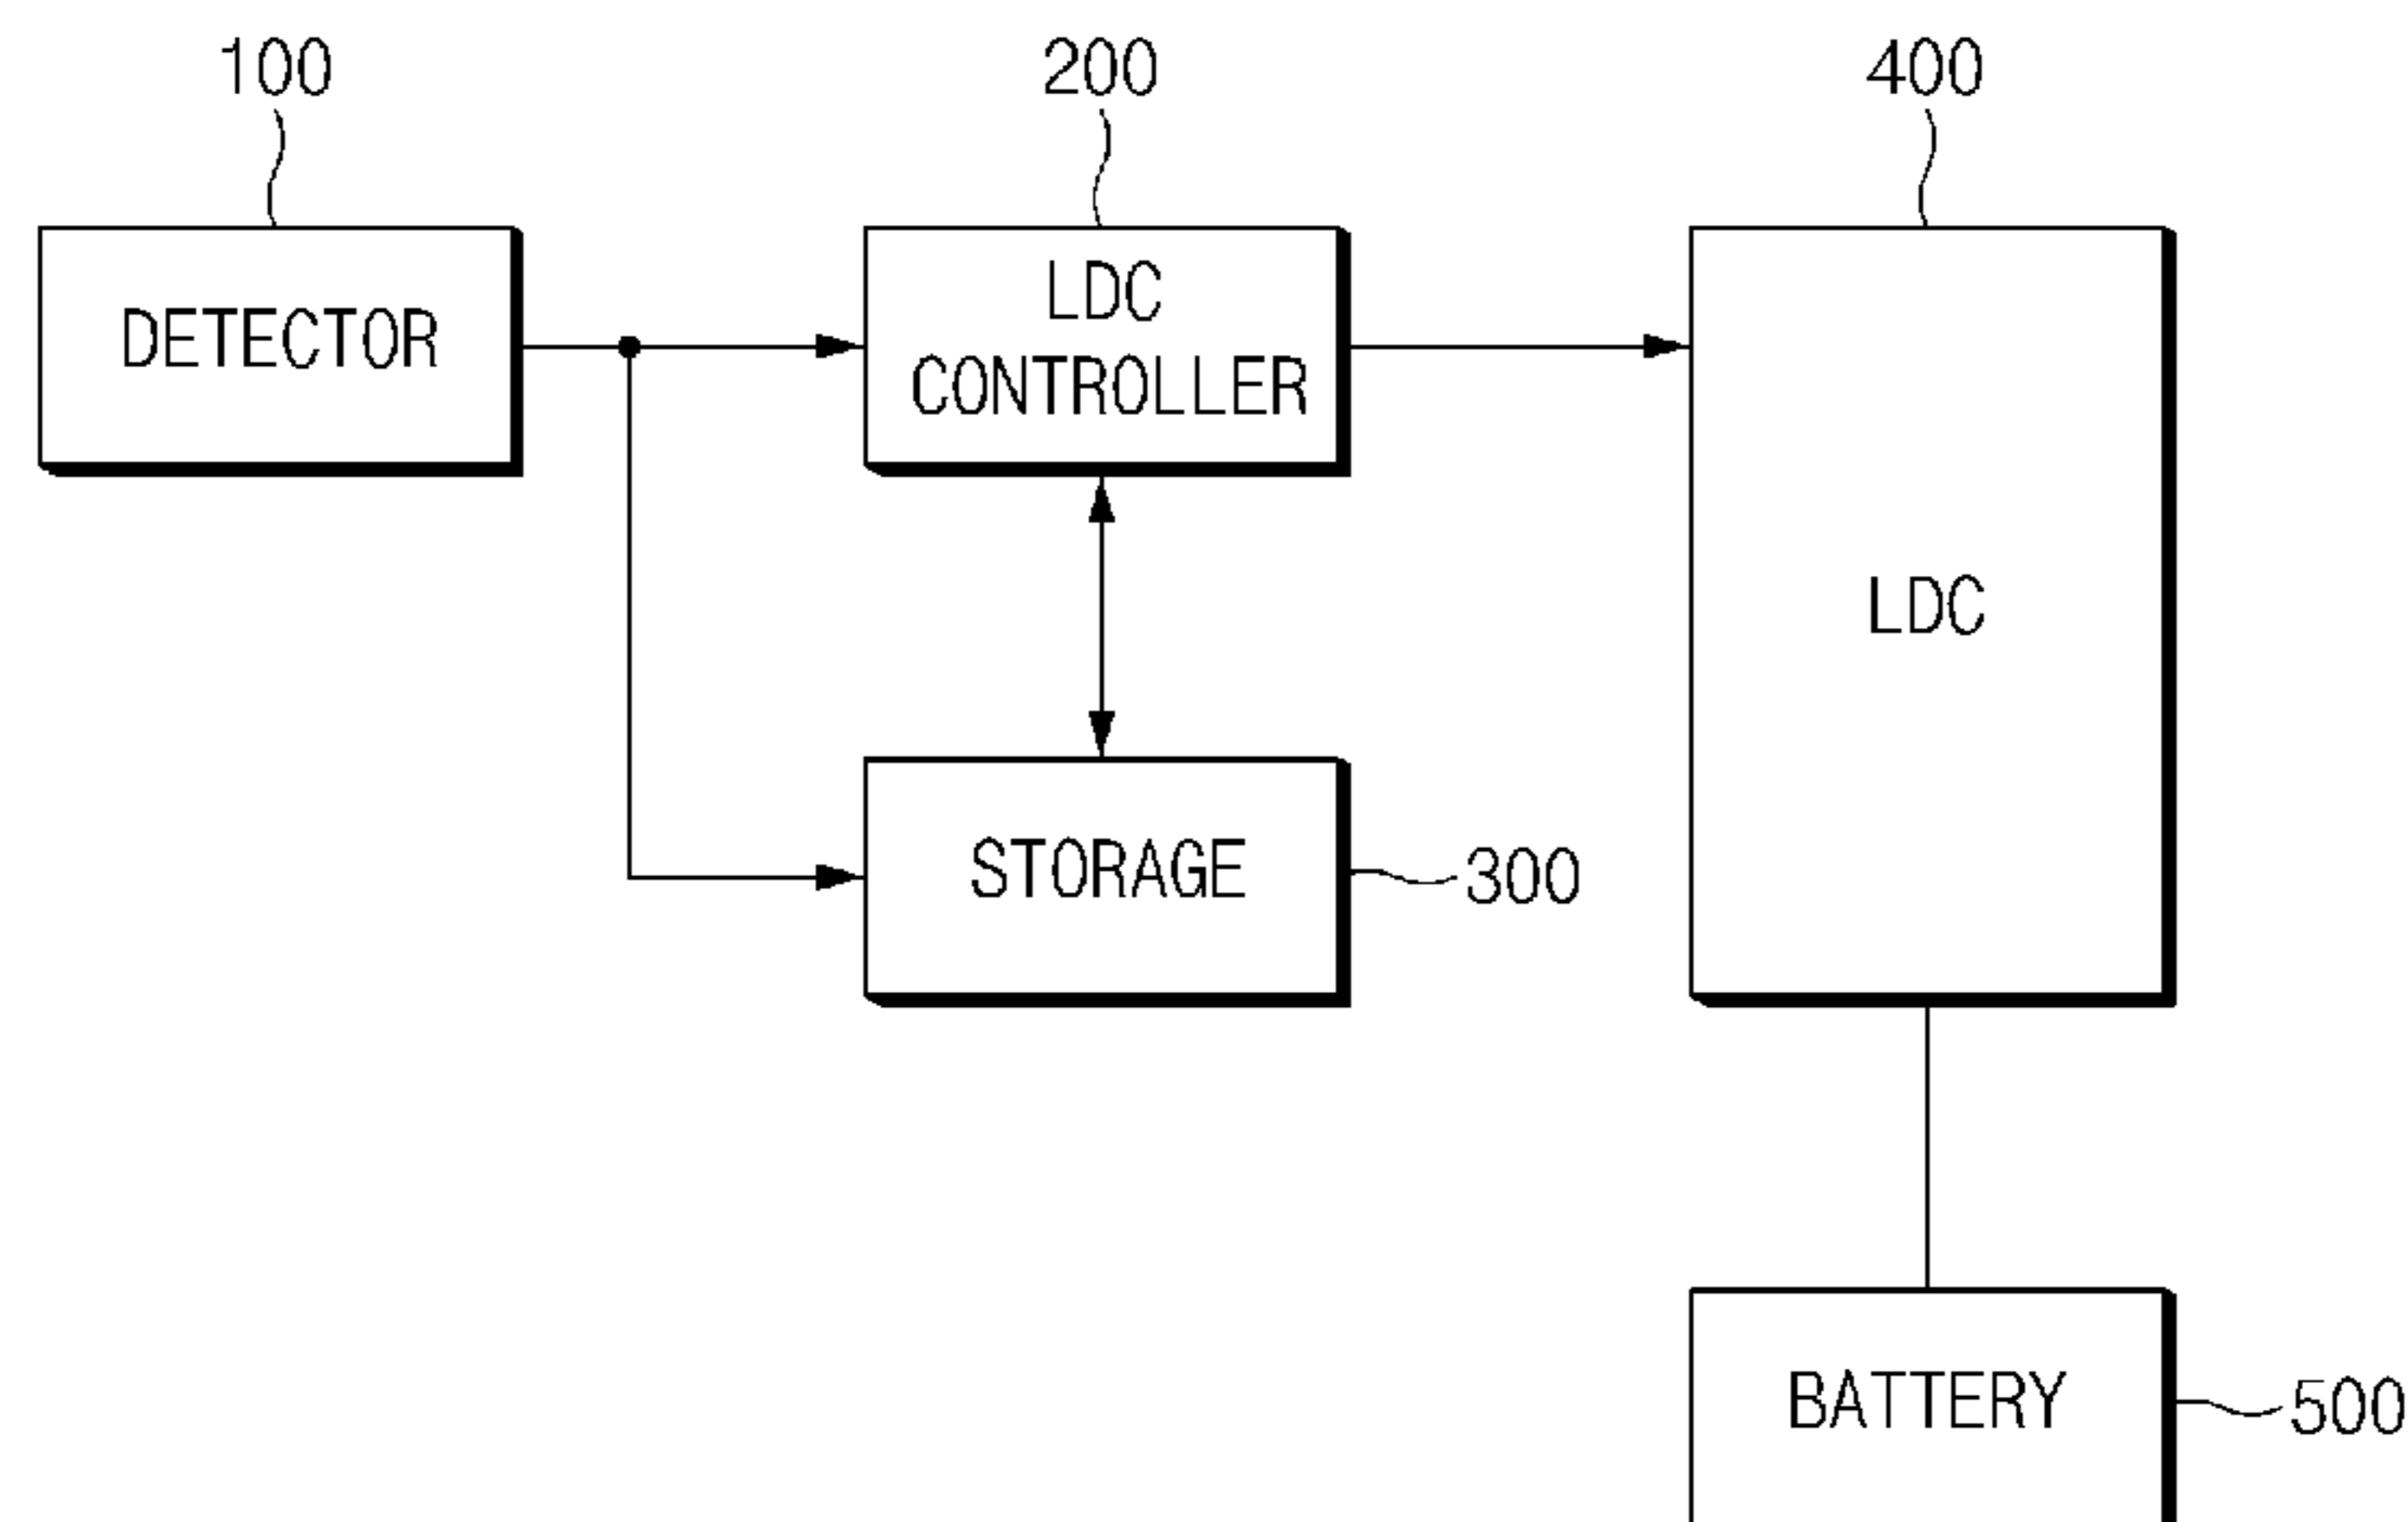 100
200
400
DETECTOR
LDC
CONTROLLER
LDC
STORAGE
300
BATTERY
500